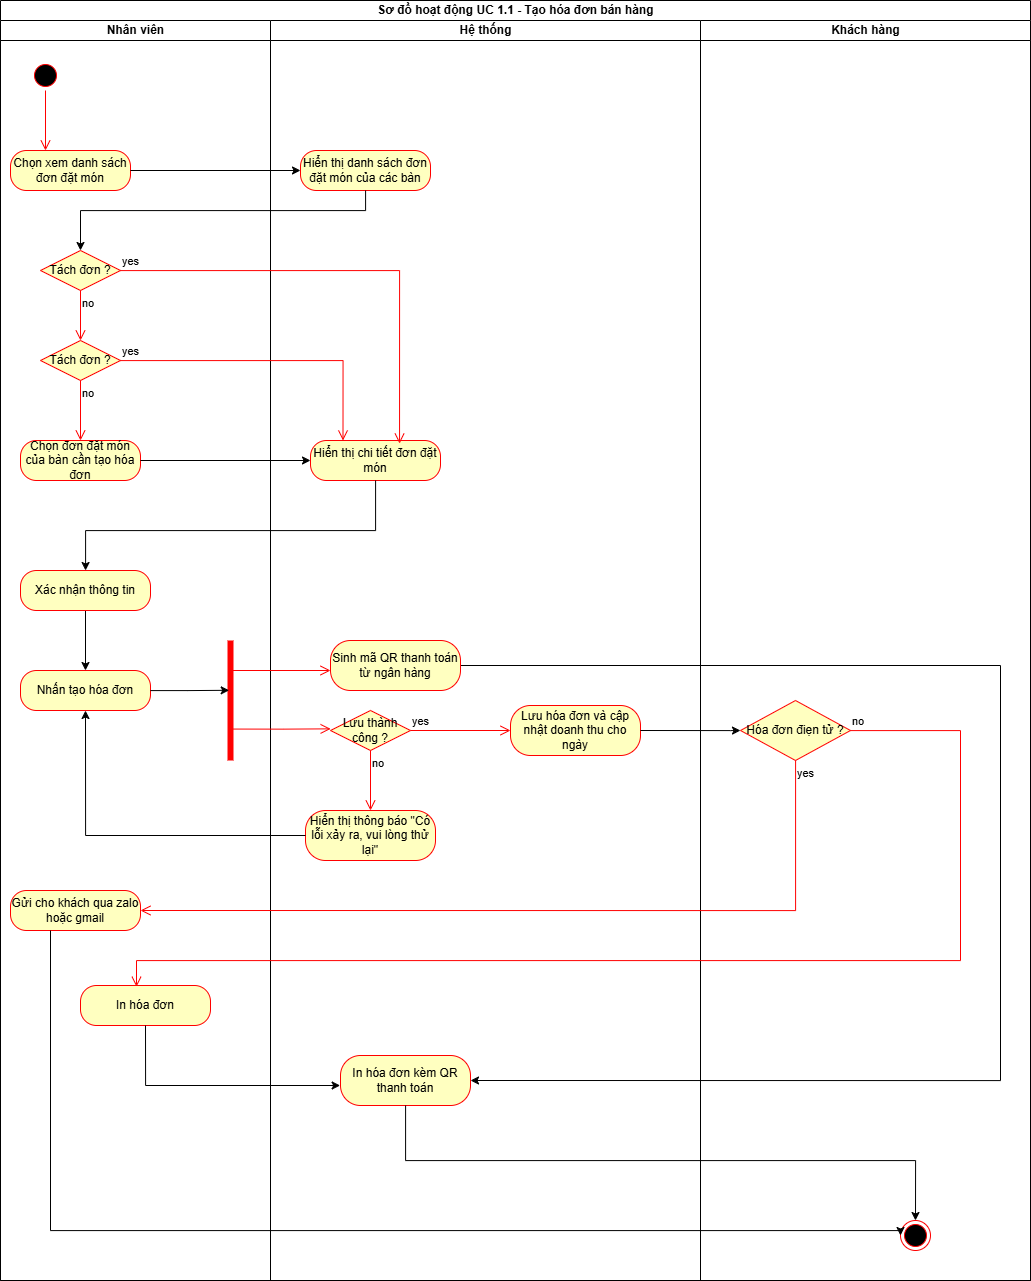 Sơ đồ hoạt động UC 1.1 - Tạo hóa đơn bán hàng
Nhân viên
Hệ thống
Khách hàng
Chọn xem danh sách
đơn đặt món
Hiển thị danh sách đơn
đặt món của các bàn
Tách đơn ?
yes
no
Tách đơn ?
yes
no
Chọn đơn đặt món
của bàn cần tạo hóa
đơn
Hiển thị chi tiết đơn đặt
món
Xác nhận thông tin
Nhấn tạo hóa đơn
Sinh mã QR thanh toán
từ ngân hàng
Lưu thành
công ?
yes
no
Lưu hóa đơn và cập
nhật doanh thu cho
ngày
Hóa đơn điện tử ?
no
yes
Hiển thị thông báo "Có
lỗi xảy ra, vui lòng thử
lại"
Gửi cho khách qua zalo
hoặc gmail
In hóa đơn
In hóa đơn kèm QR
thanh toán